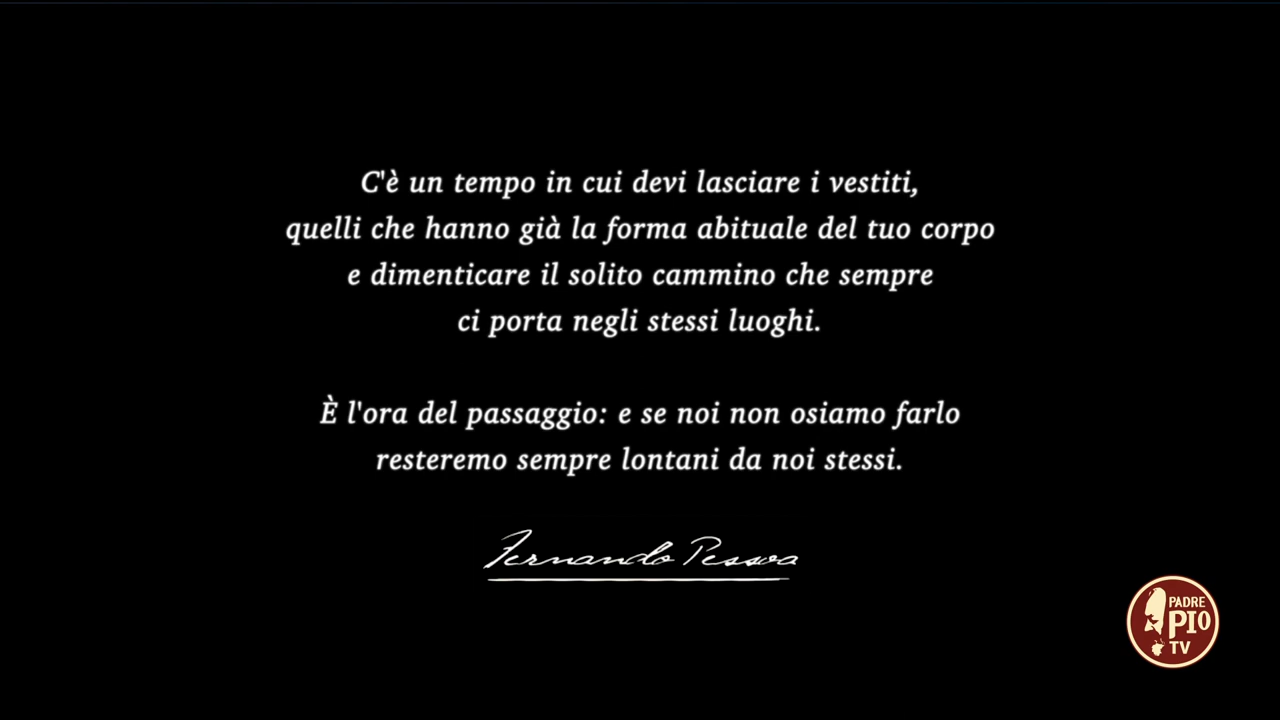 C'è un tempo in cui devi lasciare i vestiti,
quelli che hanno già la forma abituale del tuo corpo
e dimenticare il solito cammino che sempre
ci porta negli stessi luoghi.
È l'ora del passaggio: e se noi non osiamo farlo
resteremo sempre lontani da noi stessi.
Fernando Pessoa
PADRE
PIO
TV